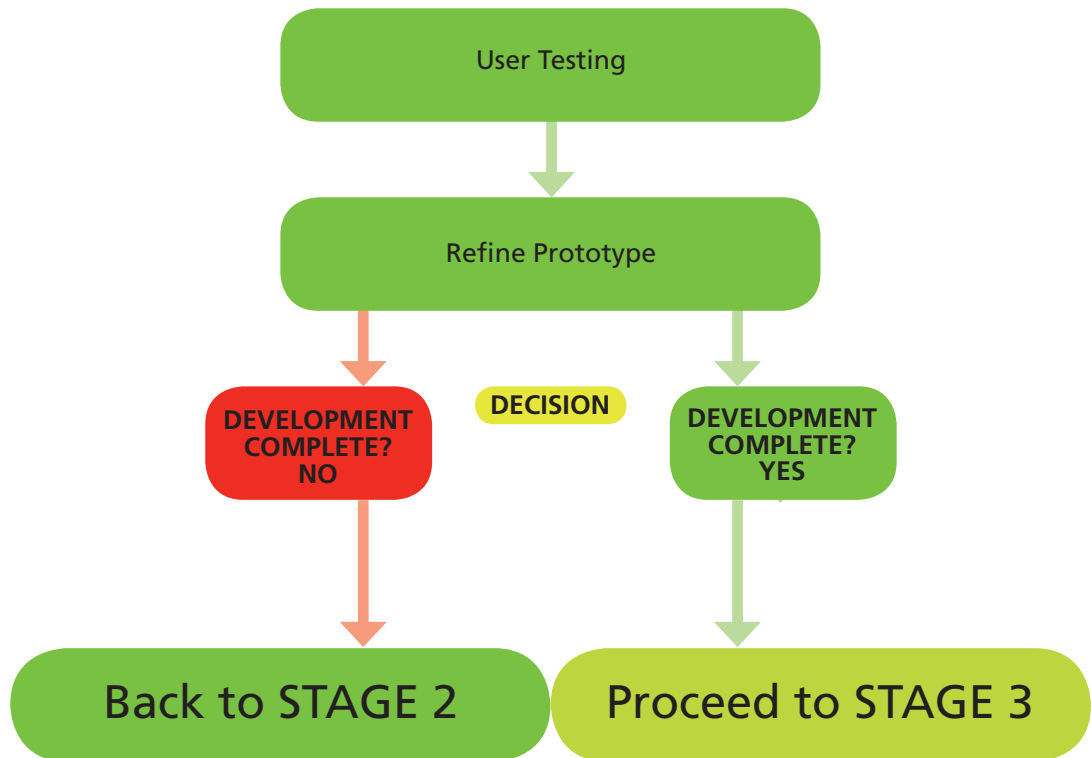 User Testing
Refine Prototype
DEVELOPMENT
COMPLETE?
NO
DECISION
DEVELOPMENT
COMPLETE?
YES
Back to STAGE 2
Proceed to STAGE 3